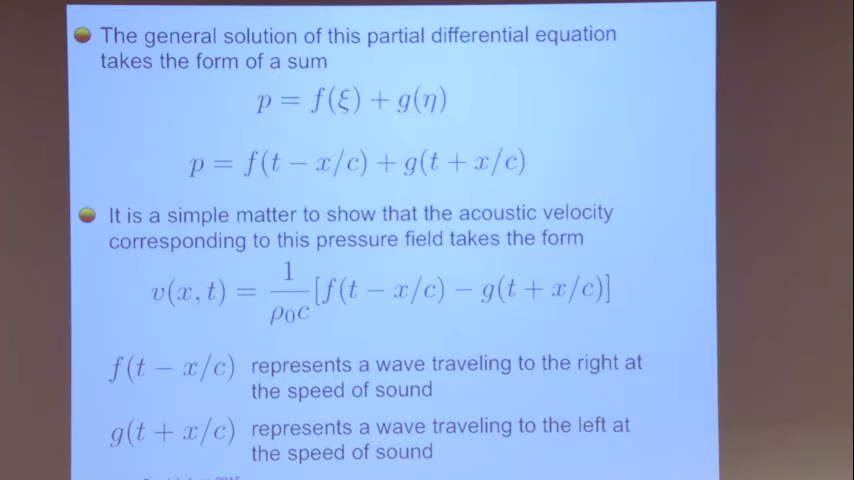 The general solution of this partial differential equation
takes the form of a sum
p = f(ξ) + g(η)
p = f(t − x/c) + g(t + x/c)
It is a simple matter to show that the acoustic velocity
corresponding to this pressure field takes the form
v(x, t) = 1/ρ₀c [f(t − x/c) − g(t + x/c)]
f(t − x/c) represents a wave traveling to the right at
the speed of sound
g(t + x/c) represents a wave traveling to the left at
the speed of sound